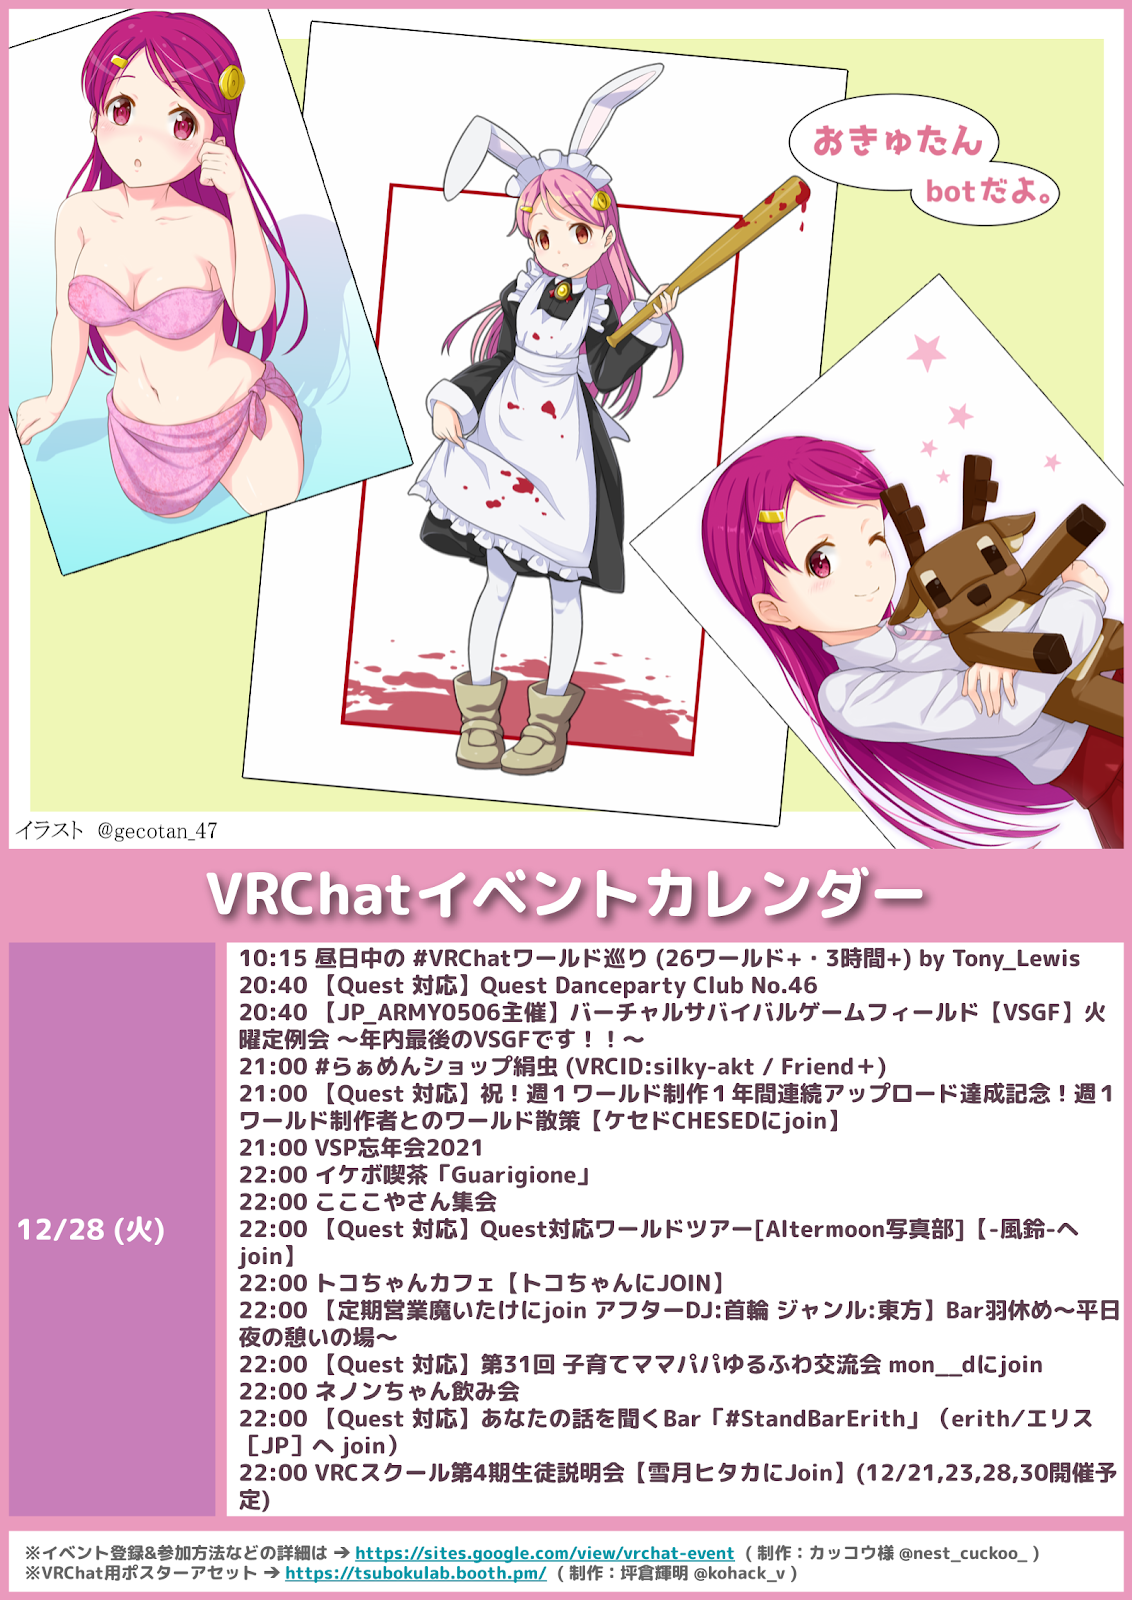 おきゅたん
botだよ。
イラスト @gecotan_47
VRChatイベントカレンダー
12/28 (火)
10:15 昼日中の #VRChatワールド巡り (26ワールド+・3時間+) by Tony_Lewis
20:40 【Quest 対応】Quest Danceparty Club No.46
20:40 【JP_ARMY0506主催】バーチャルサバイバルゲームフィールド【VSGF】火
曜定例会 ～年内最後のVSGFです！！～
21:00 #らぁめんショップ絹虫 (VRCID:silky-akt / Friend＋)
21:00 【Quest 対応】祝！週１ワールド制作１年間連続アップロード達成記念！週１
ワールド制作者とのワールド散策【ケセドCHESEDにjoin】
21:00 VSP忘年会2021
22:00 イケボ喫茶「Guarigione」
22:00 こここやさん集会
22:00 【Quest 対応】Quest対応ワールドツアー[Altermoon写真部]【-風鈴-へ
join】
22:00 トコちゃんカフェ【トコちゃんにJOIN】
22:00 【定期営業魔いたけにjoin アフターDJ:首輪 ジャンル:東方】Bar羽休め～平日
夜の憩いの場～
22:00 【Quest 対応】第31回 子育てママパパゆるふわ交流会 mon__dにjoin
22:00 ネノンちゃん飲み会
22:00 【Quest 対応】あなたの話を聞くBar「#StandBarErith」（erith/エリス
［JP］へ join）
22:00 VRCスクール第4期生徒説明会【雪月ヒタカにJoin】(12/21,23,28,30開催予
定)
※イベント登録&参加方法などの詳細は → https://sites.google.com/view/vrchat-event ( 制作：カッコウ様 @nest_cuckoo_ )
※VRChat用ポスターアセット → https://tsubokulab.booth.pm/ ( 制作：坪倉輝明 @kohack_v )